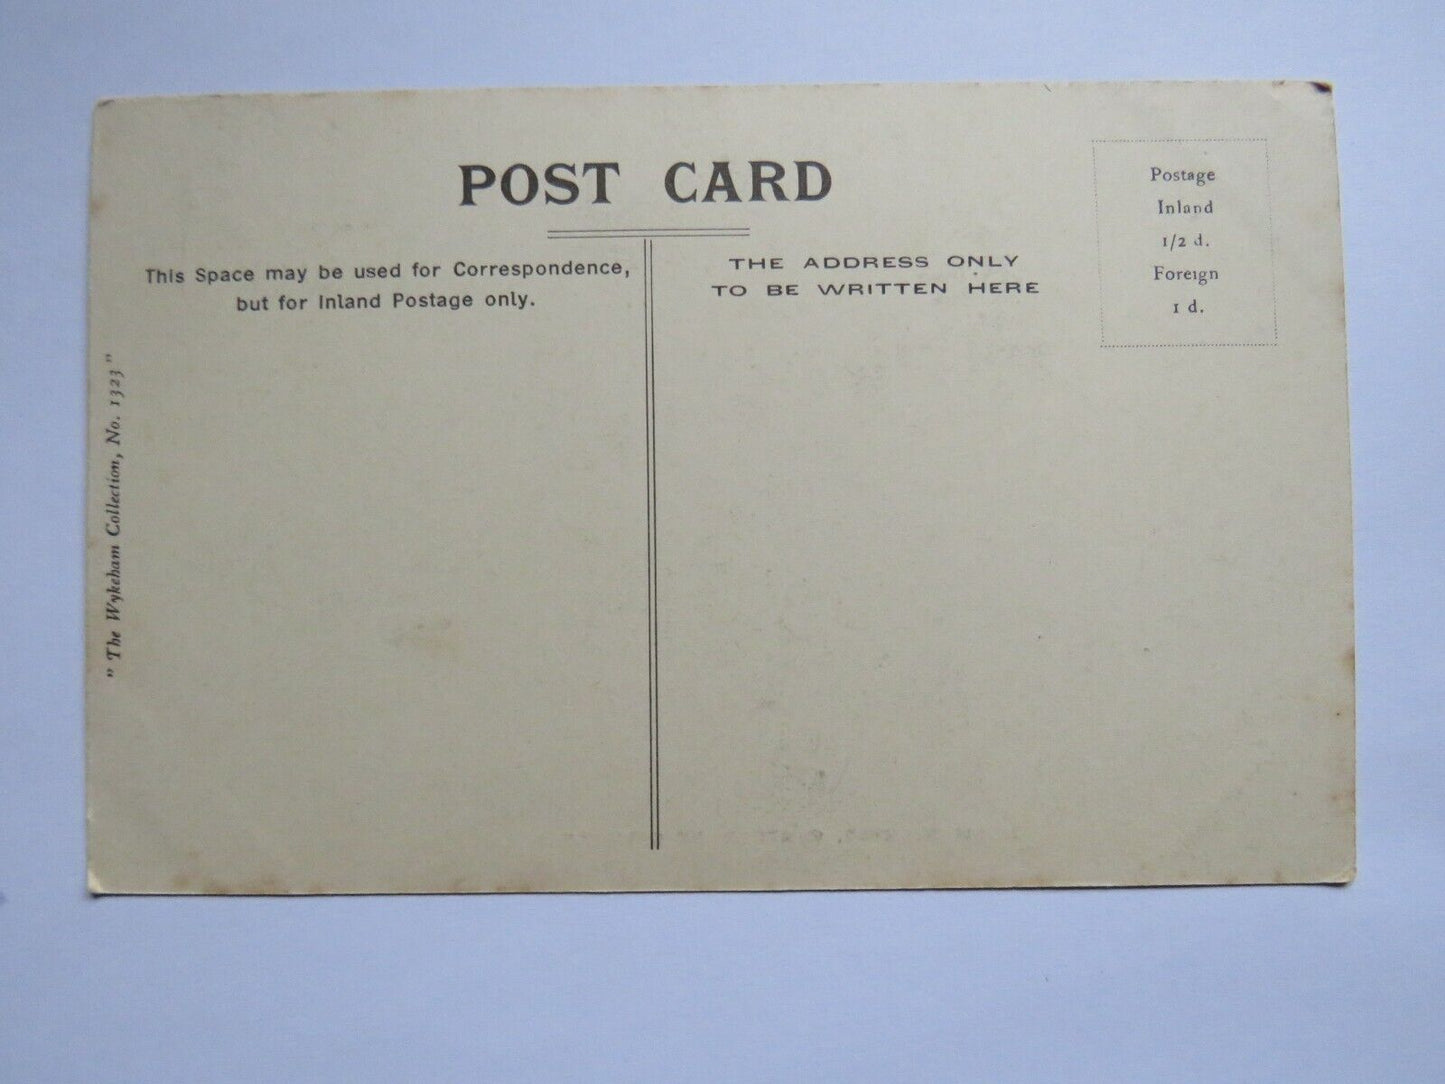 POST CARD
This Space may be used for Correspondence,
but for Inland Postage only.
THE ADDRESS ONLY
TO BE WRITTEN HERE
Postage
Inland
1/2 d.
Foreign
1 d.
" The Wykeham Collection, No. 1323 "